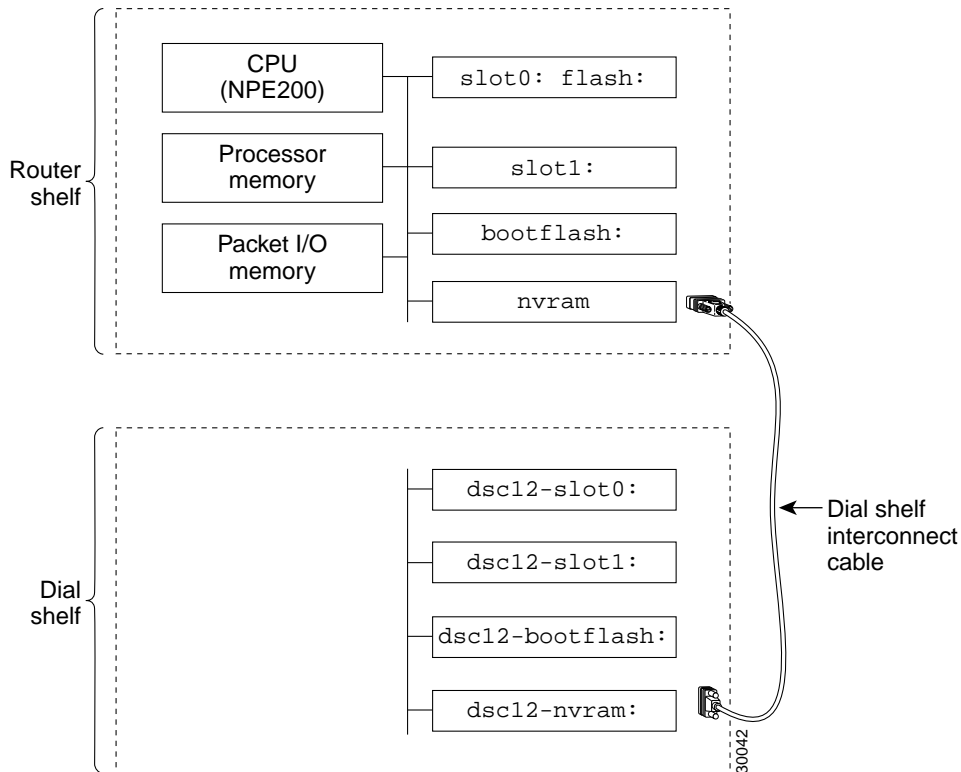 CPU
(NPE200)
slot0: flash:
Processor
memory
slot1:
Router
shelf
Packet I/O
memory
bootflash:
nvram
dsc12-slot0:
Dial shelf
interconnect
cable
dsc12-slot1:
Dial
shelf
dsc12-bootflash:
dsc12-nvram:
30042